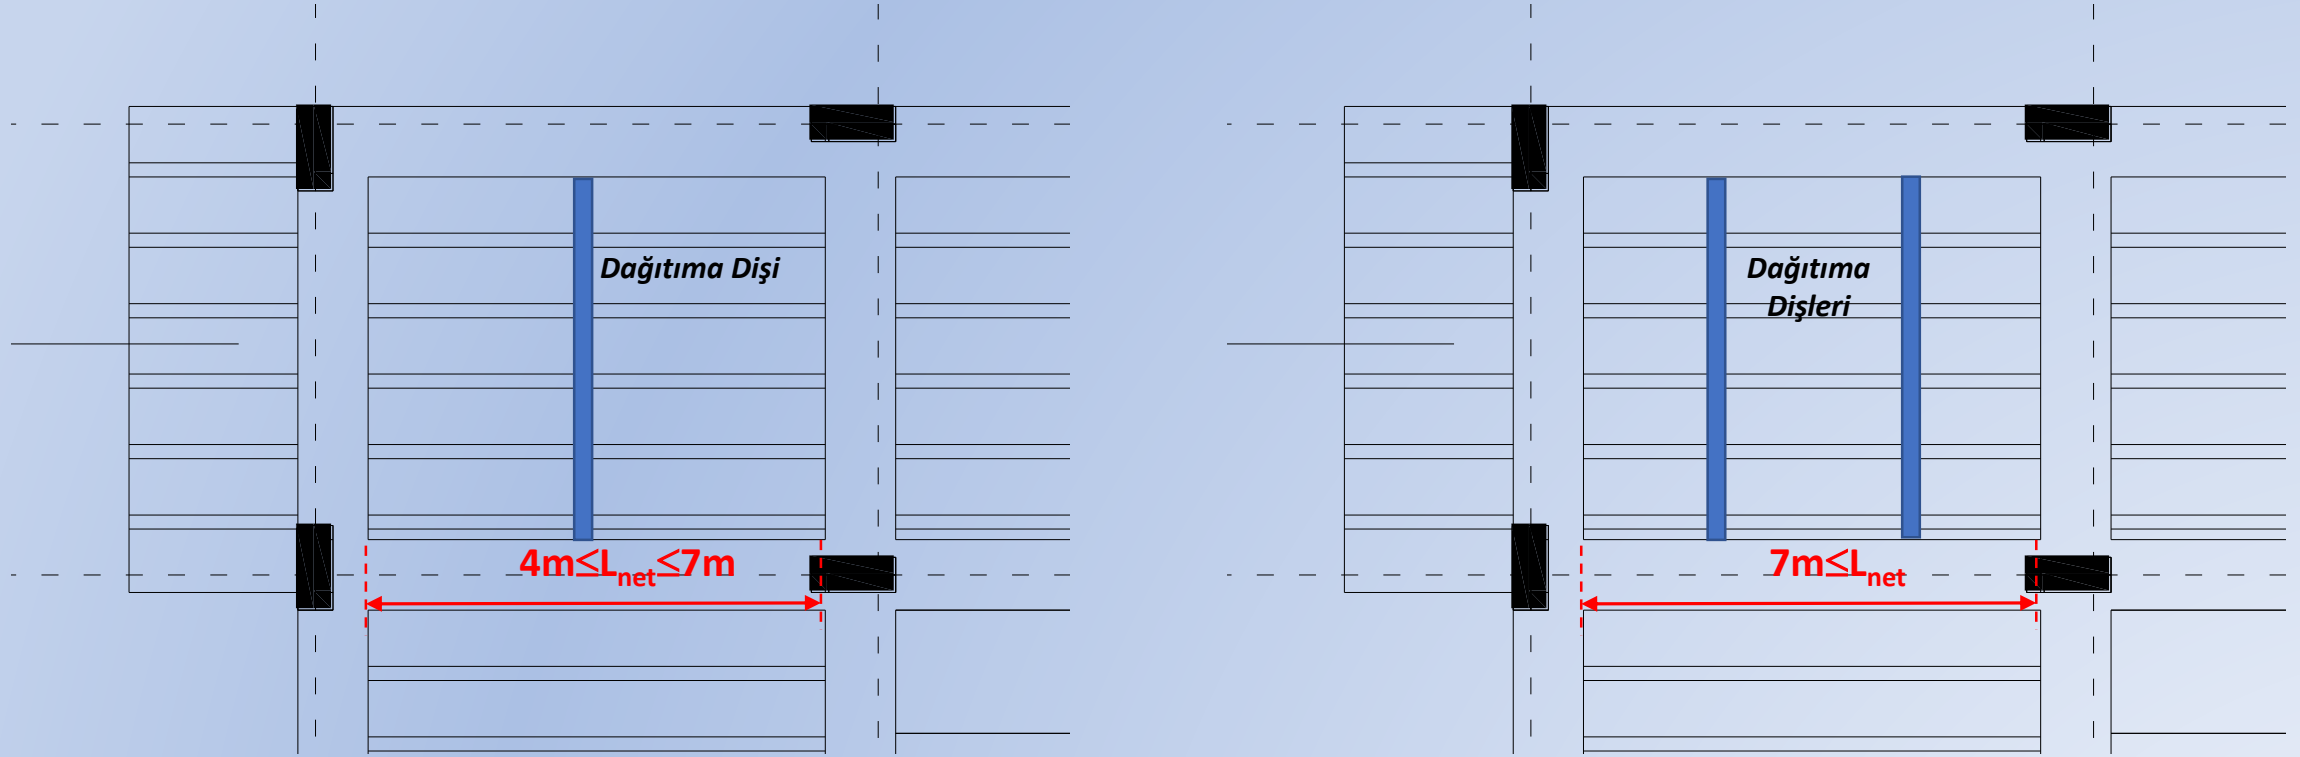 Dağıtıma Dişi
4m≤Lnet≤7m
Dağıtıma
Dişleri
7m≤Lnet